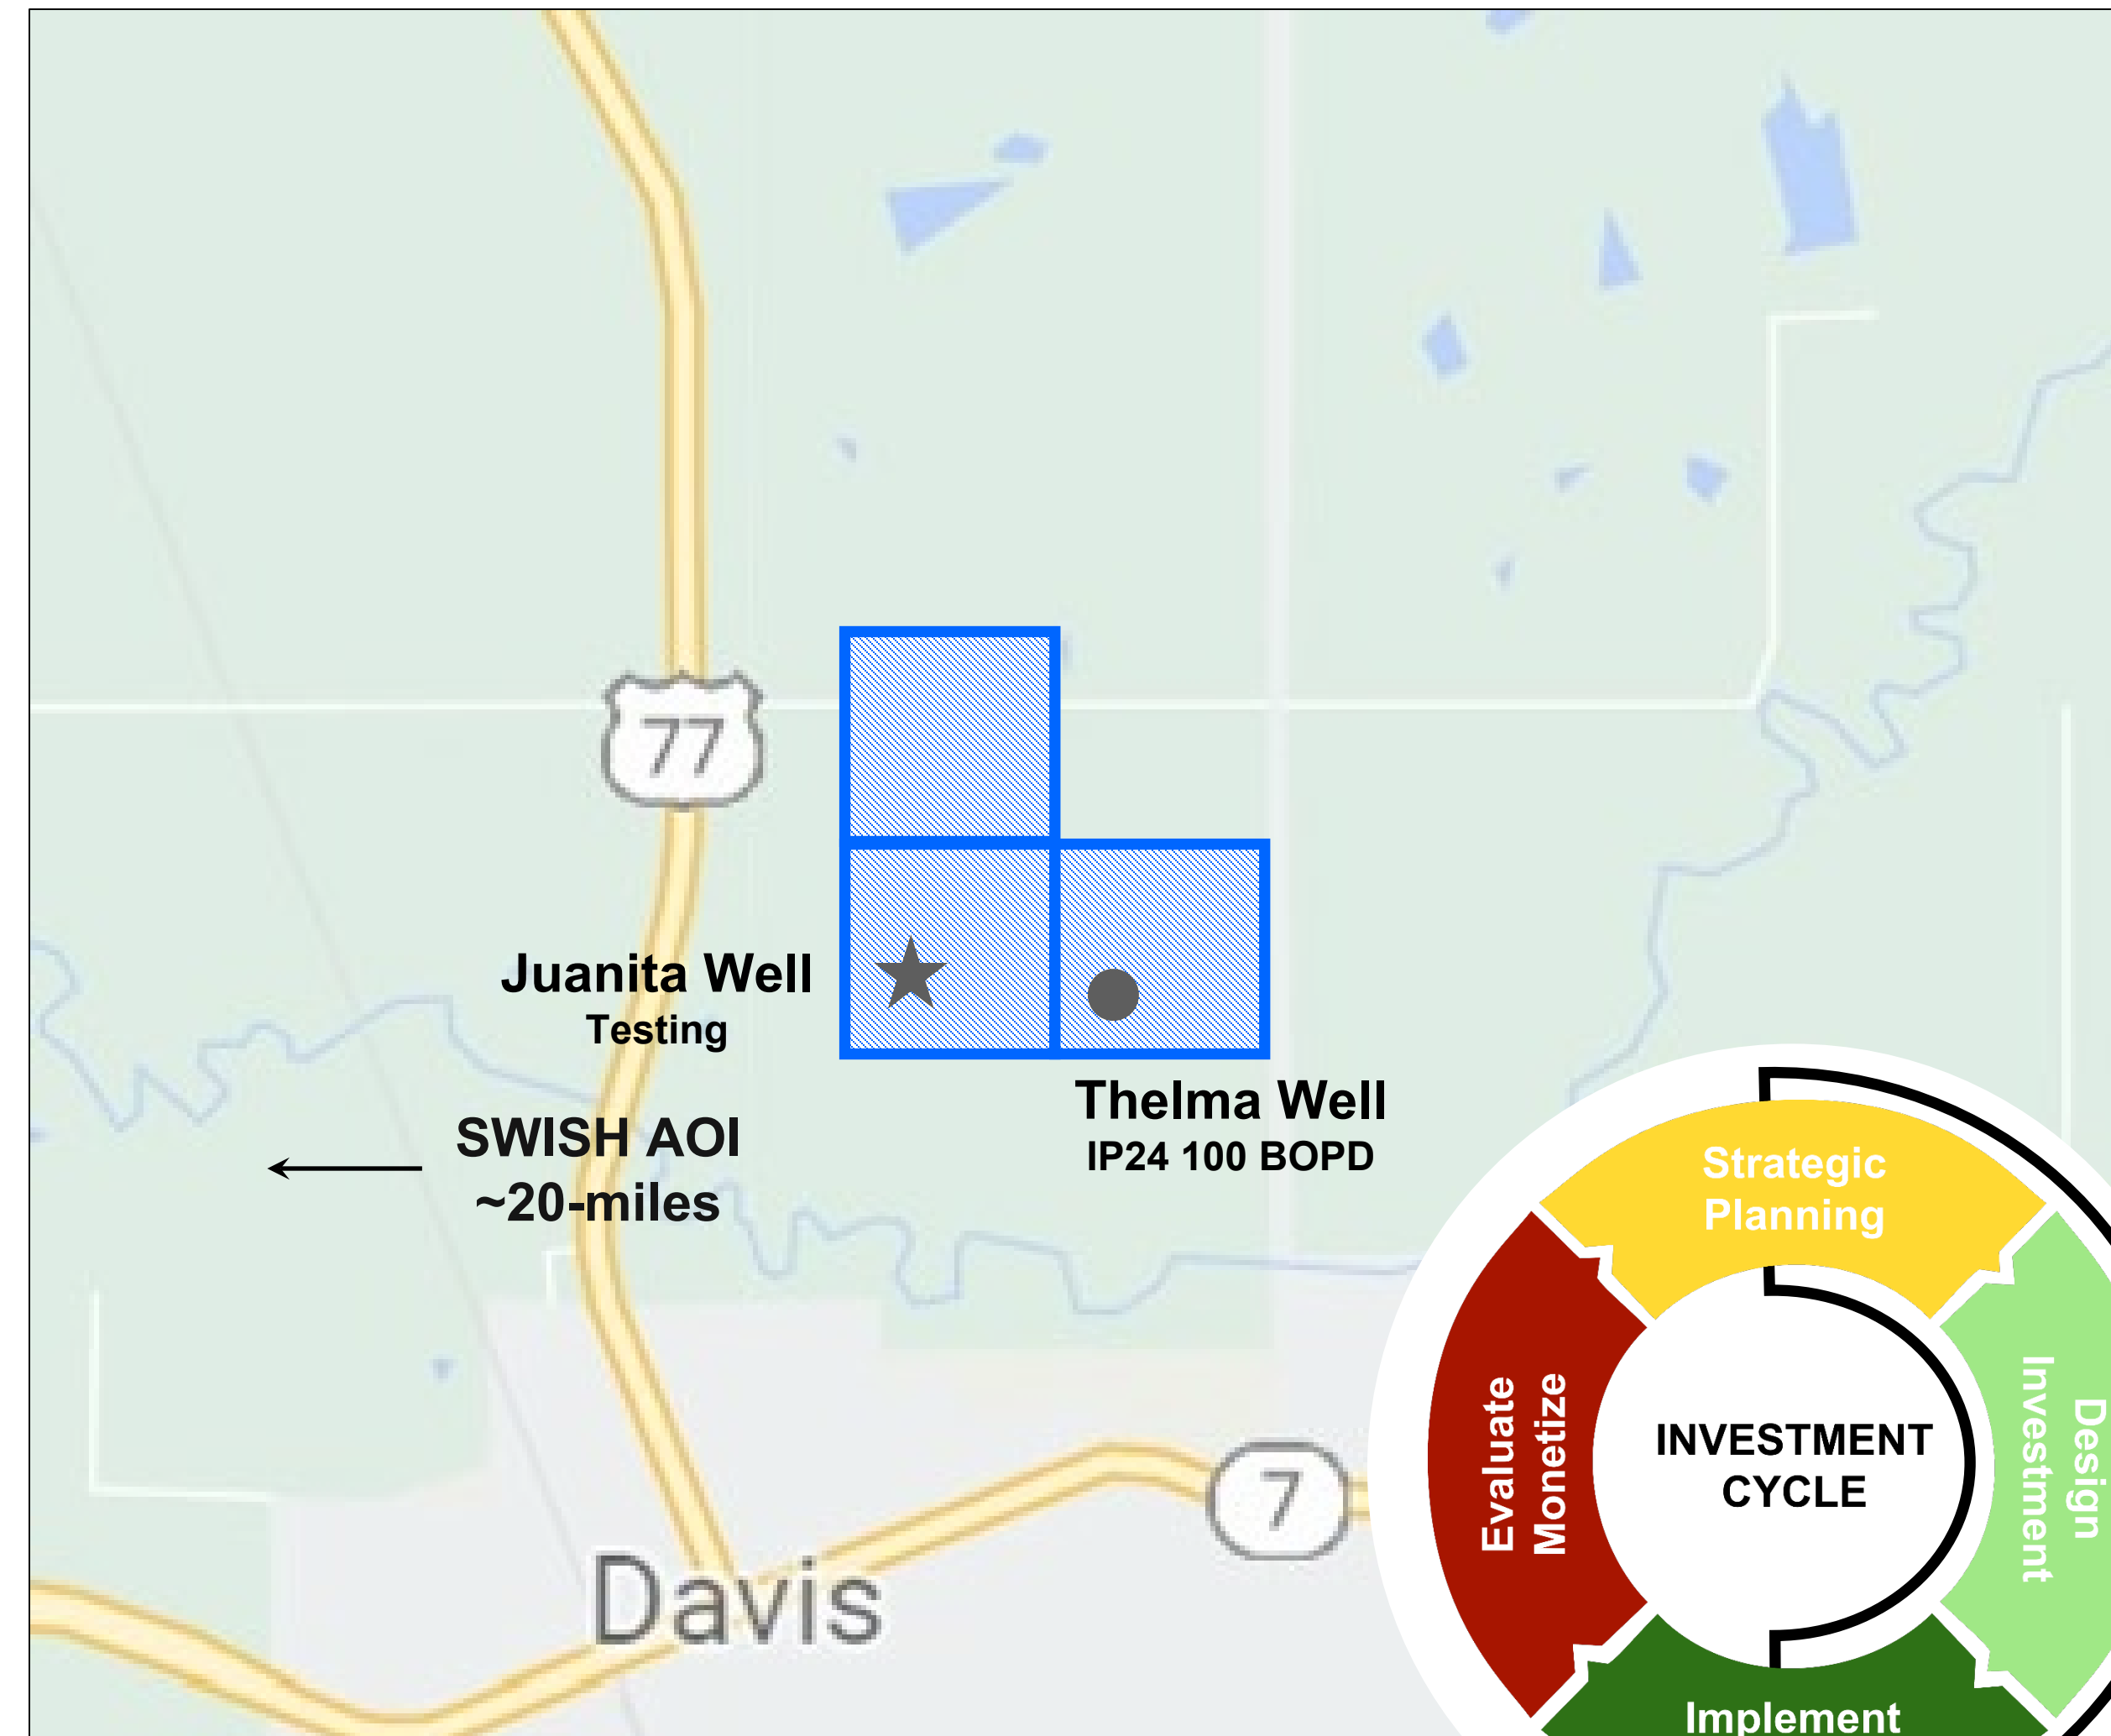 77
Juanita Well
Testing
SWISH AOI
~20-miles
Thelma Well
IP24 100 BOPD
Davis
7
Strategic
Planning
Design
Investment
Implement
Evaluate
Monetize
INVESTMENT
CYCLE